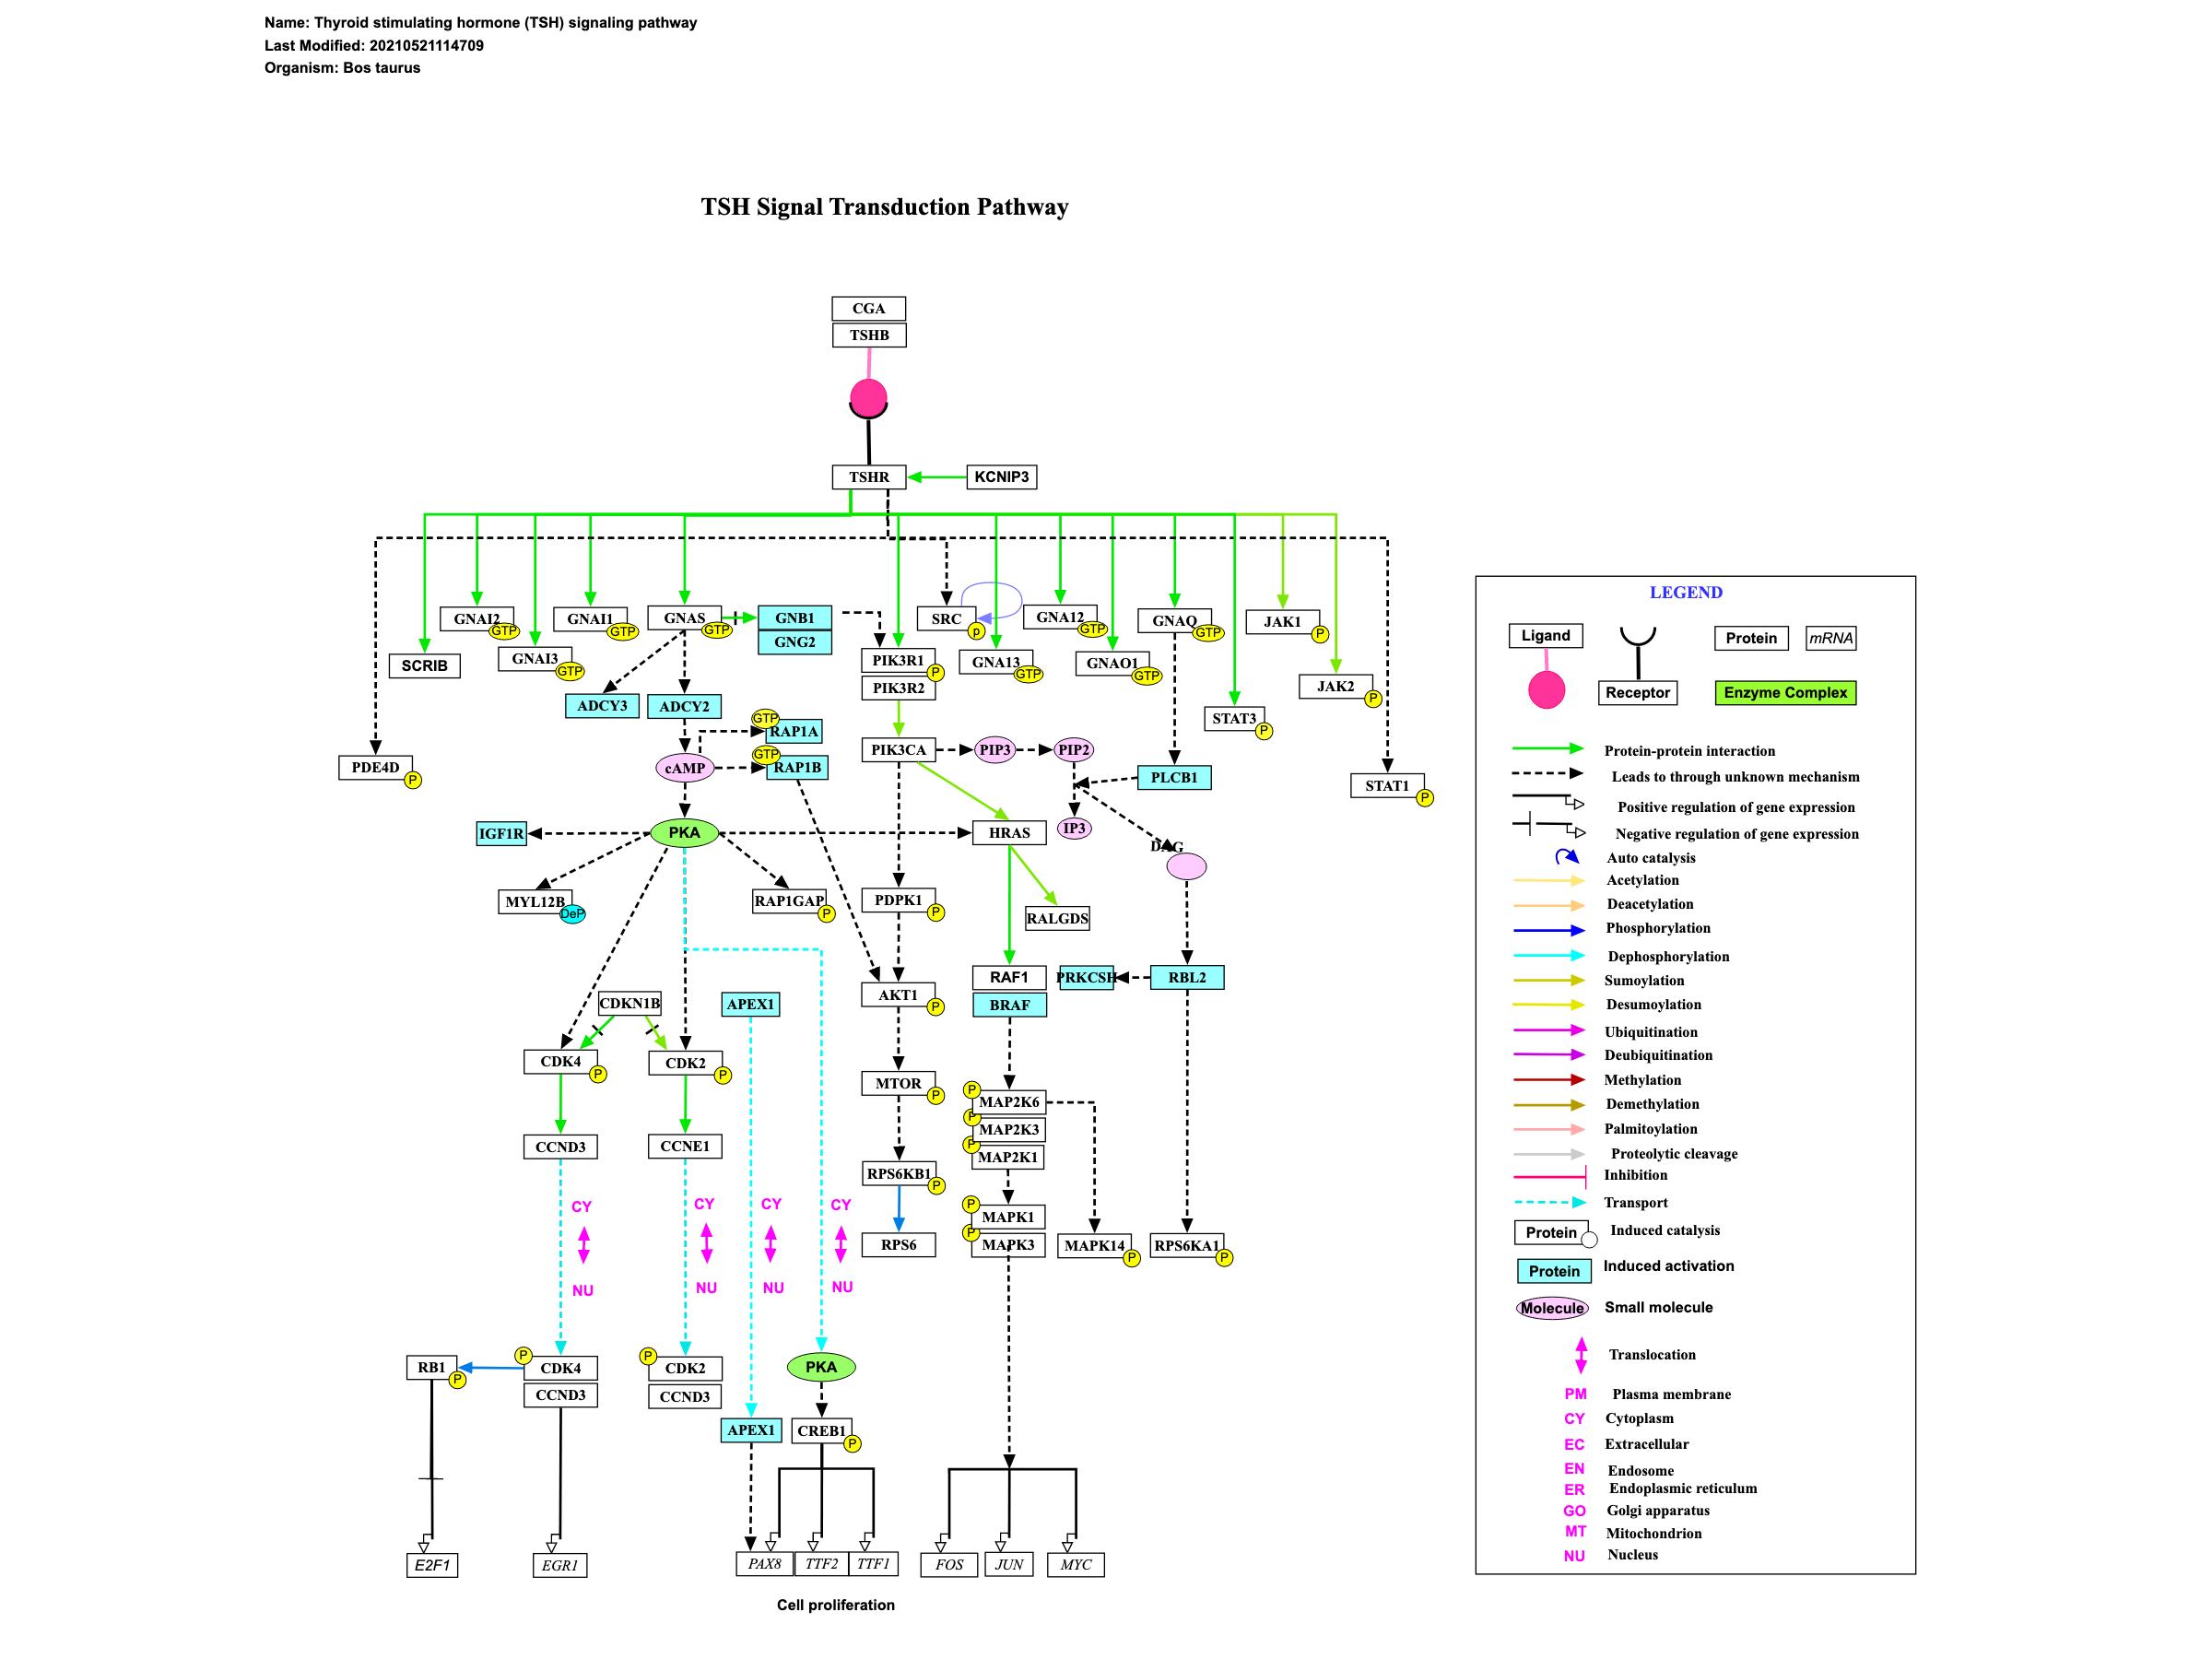 Name: Thyroid stimulating hormone (TSH) signaling pathway
Last Modified: 20210521114709
Organism: Bos taurus
TSH Signal Transduction Pathway
CGA
TSHB
TSHR
KCNIP3
GNAI2
GTP
GNAI1
GTP
GNAS
GTP
GNB1
GNG2
SRC
p
GNA12
GTP
GNAQ
GTP
JAK1
P
SCRIB
GNAI3
GTP
PIK3R1
P
PIK3R2
GNA13
GTP
GNAO1
GTP
JAK2
P
ADCY3
ADCY2
STAT3
P
GTP
RAP1A
GTP
RAP1B
PDE4D
P
cAMP
PIK3CA
PIP3
PIP2
PLCB1
STAT1
P
IGF1R
PKA
HRAS
IP3
DAG
MYL12B
DeP
RAP1GAP
P
PDPK1
P
RALGDS
CDKN1B
APEX1
AKT1
P
RAF1
BRAF
PRKCSH
RBL2
CDK4
P
CDK2
P
MTOR
P
P
MAP2K6
P
MAP2K3
P
MAP2K1
CCND3
CCNE1
RPS6KB1
P
CY
CY
CY
CY
P
MAPK1
P
MAPK3
RPS6
MAPK14
P
RPS6KA1
P
NU
NU
NU
NU
RB1
P
P
CDK4
CCND3
P
CDK2
CCND3
PKA
APEX1
CREB1
P
E2F1
EGR1
PAX8
TTF2
TTF1
FOS
JUN
MYC
Cell proliferation
LEGEND
Ligand
Receptor
Protein
mRNA
Enzyme Complex
Protein-protein interaction
Leads to through unknown mechanism
Positive regulation of gene expression
Negative regulation of gene expression
Auto catalysis
Acetylation
Deacetylation
Phosphorylation
Dephosphorylation
Sumoylation
Desumoylation
Ubiquitination
Deubiquitination
Methylation
Demethylation
Palmitoylation
Proteolytic cleavage
Inhibition
Transport
Protein Induced catalysis
Protein Induced activation
Molecule Small molecule
Translocation
PM Plasma membrane
CY Cytoplasm
EC Extracellular
EN Endosome
ER Endoplasmic reticulum
GO Golgi apparatus
MT Mitochondrion
NU Nucleus